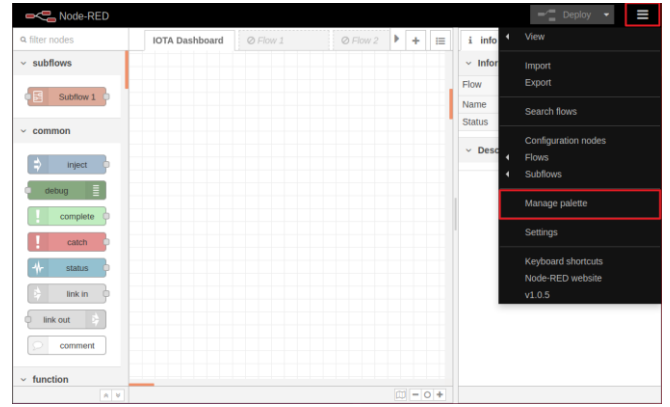 Node-RED
Deploy
filter nodes
IOTA Dashboard
Flow 1
Flow 2
info
View
subflows
Infor
Import
Flow
Export
Subflow 1
Name
Search flows
Status
common
Configuration nodes
Desc
Flows
Subflows
inject
debug
Manage palette
complete
Settings
catch
Keyboard shortcuts
status
Node-RED website
link in
v1.0.5
link out
comment
function